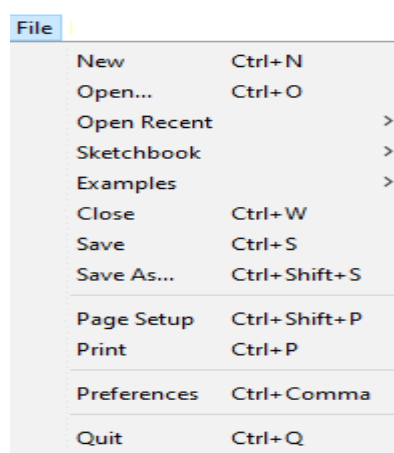 File
New Ctrl+N
Open... Ctrl+O
Open Recent >
Sketchbook >
Examples >
Close Ctrl+W
Save Ctrl+S
Save As... Ctrl+Shift+S
Page Setup Ctrl+Shift+P
Print Ctrl+P
Preferences Ctrl+Comma
Quit Ctrl+Q